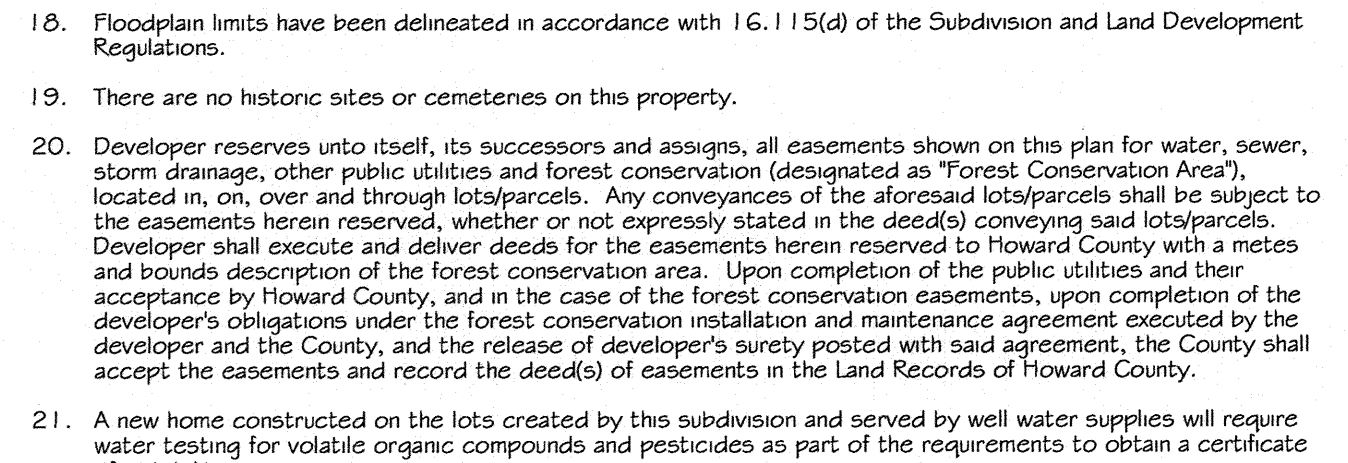 18. Floodplain limits have been delineated in accordance with 16.115(d) of the Subdivision and Land Development
Regulations.
19. There are no historic sites or cemeteries on this property.
20. Developer reserves unto itself, its successors and assigns, all easements shown on this plan for water, sewer,
storm drainage, other public utilities and forest conservation (designated as "Forest Conservation Area"),
located in, on, over and through lots/parcels. Any conveyances of the aforesaid lots/parcels shall be subject to
the easements herein reserved, whether or not expressly stated in the deed(s) conveying said lots/parcels.
Developer shall execute and deliver deeds for the easements herein reserved to Howard County with a metes
and bounds description of the forest conservation area. Upon completion of the public utilities and their
acceptance by Howard County, and in the case of the forest conservation easements, upon completion of the
developer's obligations under the forest conservation installation and maintenance agreement executed by the
developer and the County, and the release of developer's surety posted with said agreement, the County shall
accept the easements and record the deed(s) of easements in the Land Records of Howard County.
21. A new home constructed on the lots created by this subdivision and served by well water supplies will require
water testing for volatile organic compounds and pesticides as part of the requirements to obtain a certificate